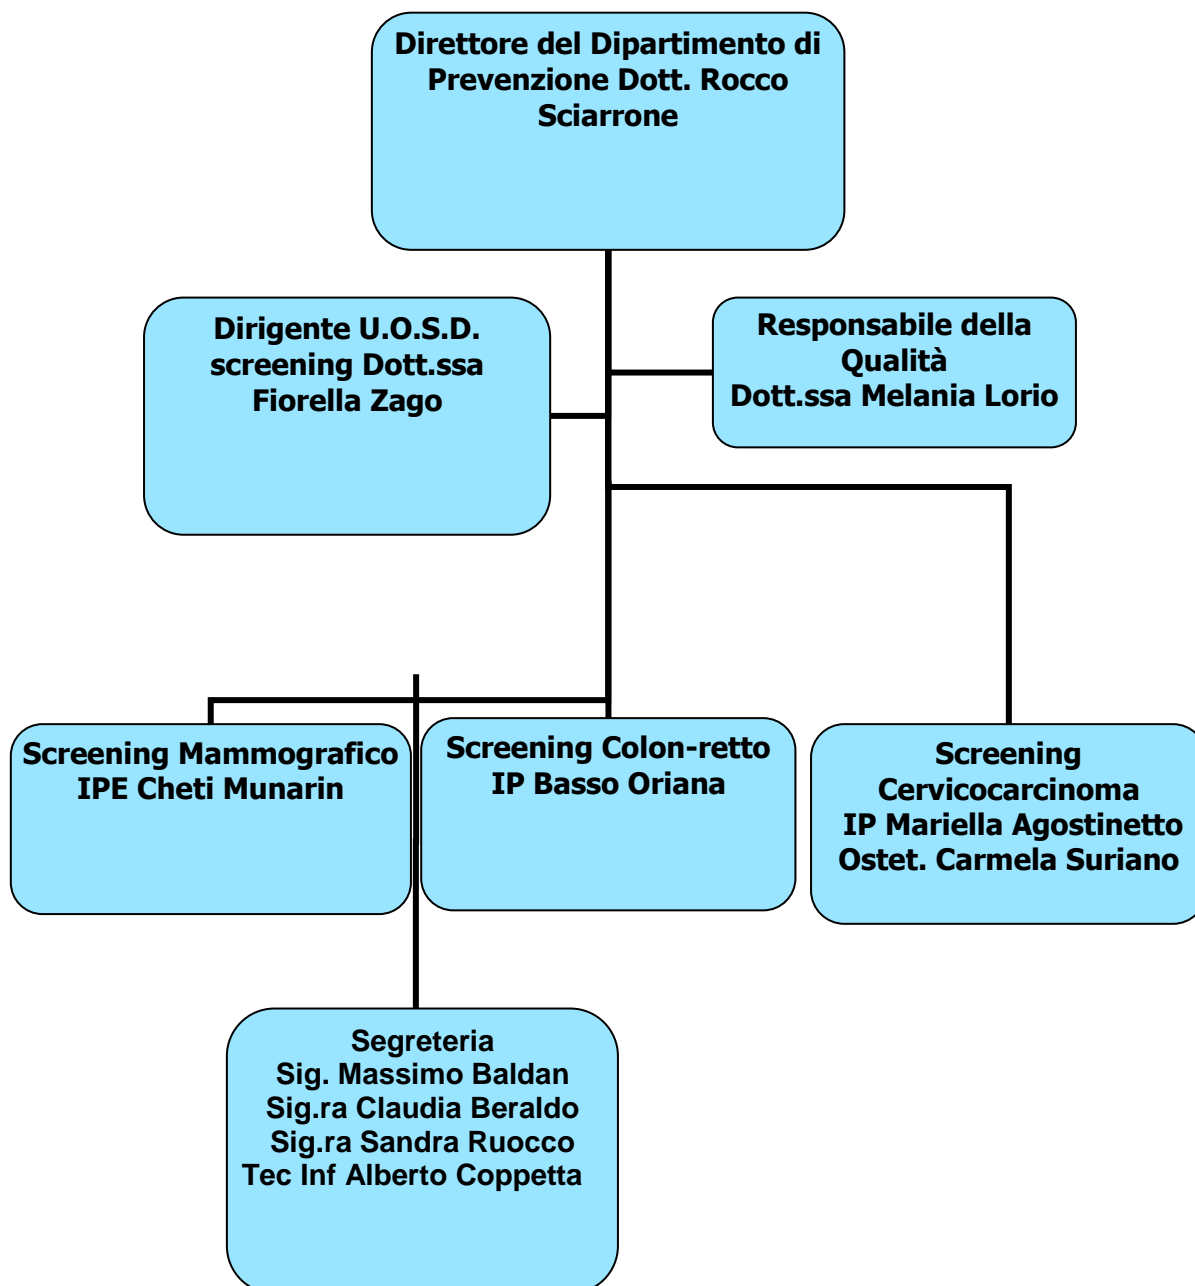 Direttore del Dipartimento di
Prevenzione Dott. Rocco
Sciarrone
Dirigente U.O.S.D.
screening Dott.ssa
Fiorella Zago
Responsabile della
Qualità
Dott.ssa Melania Lorio
Screening Mammografico
IPE Cheti Munarin
Screening Colon-retto
IP Basso Oriana
Screening
Cervicocarcinoma
IP Mariella Agostinetto
Ostet. Carmela Suriano
Segreteria
Sig. Massimo Baldan
Sig.ra Claudia Beraldo
Sig.ra Sandra Ruocco
Tec Inf Alberto Coppetta